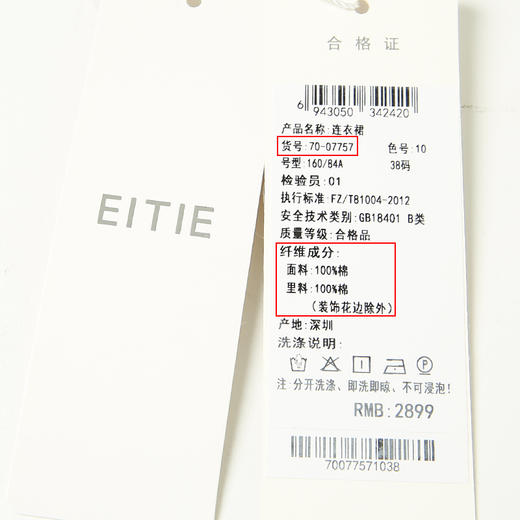 EITIE
合格证
6 943050 342420
产品名称:连衣裙
货号:70-07757 色号:10
号型:160/84A 38码
检验员:01
执行标准:FZ/T81004-2012
安全技术类别:GB18401 B类
质量等级:合格品
纤维成分:
面料:100%棉
里料:100%棉
(装饰花边除外)
产地:深圳
洗涤说明:
P
注:分开洗涤、即洗即晾、不可浸泡!
RMB:2899
70077571038